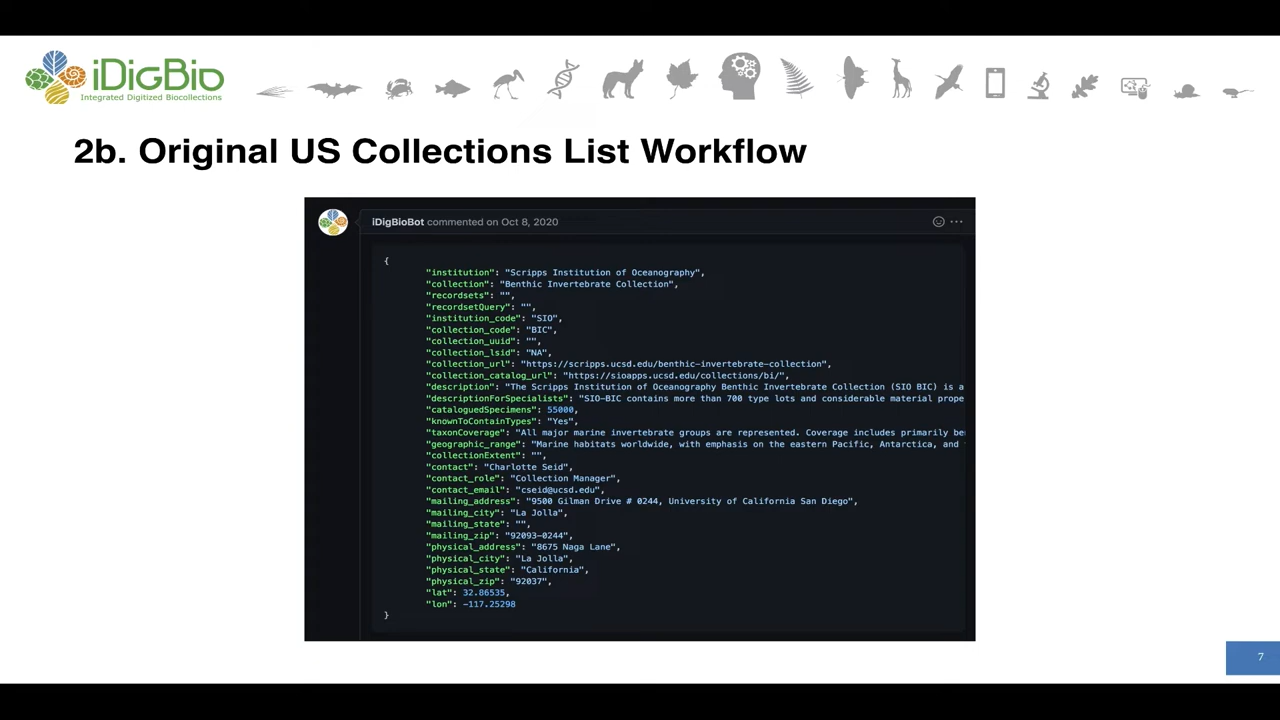 iDigBio
Integrated Digitized Biocollections
2b. Original US Collections List Workflow
iDigBioBot commented on Oct 8, 2020
{
"institution": "Scripps Institution of Oceanography",
"collection": "Benthic Invertebrate Collection",
"recordsets": "",
"recordsetQuery": "",
"institution_code": "SIO",
"collection_code": "BIC",
"collection_uuid": "",
"collection_lsid": "NA",
"collection_url": "https://scripps.ucsd.edu/benthic-invertebrate-collection",
"collection_catalog_url": "https://sioapps.ucsd.edu/collections/bi/",
"description": "The Scripps Institution of Oceanography Benthic Invertebrate Collection (SIO BIC) is a
"descriptionForSpecialists": "SIO-BIC contains more than 700 type lots and considerable material prope
"cataloguedSpecimens": 55000,
"knownToContainTypes": "Yes",
"taxonCoverage": "All major marine invertebrate groups are represented. Coverage includes primarily be
"geographic_range": "Marine habitats worldwide, with emphasis on the eastern Pacific, Antarctica, and
"collectionExtent": "",
"contact": "Charlotte Seid",
"contact_role": "Collection Manager",
"contact_email": "cseid@ucsd.edu",
"mailing_address": "9500 Gilman Drive # 0244, University of California San Diego",
"mailing_city": "La Jolla",
"mailing_state": "",
"mailing_zip": "92093-0244",
"physical_address": "8675 Naga Lane",
"physical_city": "La Jolla",
"physical_state": "California",
"physical_zip": "92037",
"lat": 32.86535,
"lon": -117.25298
}
7